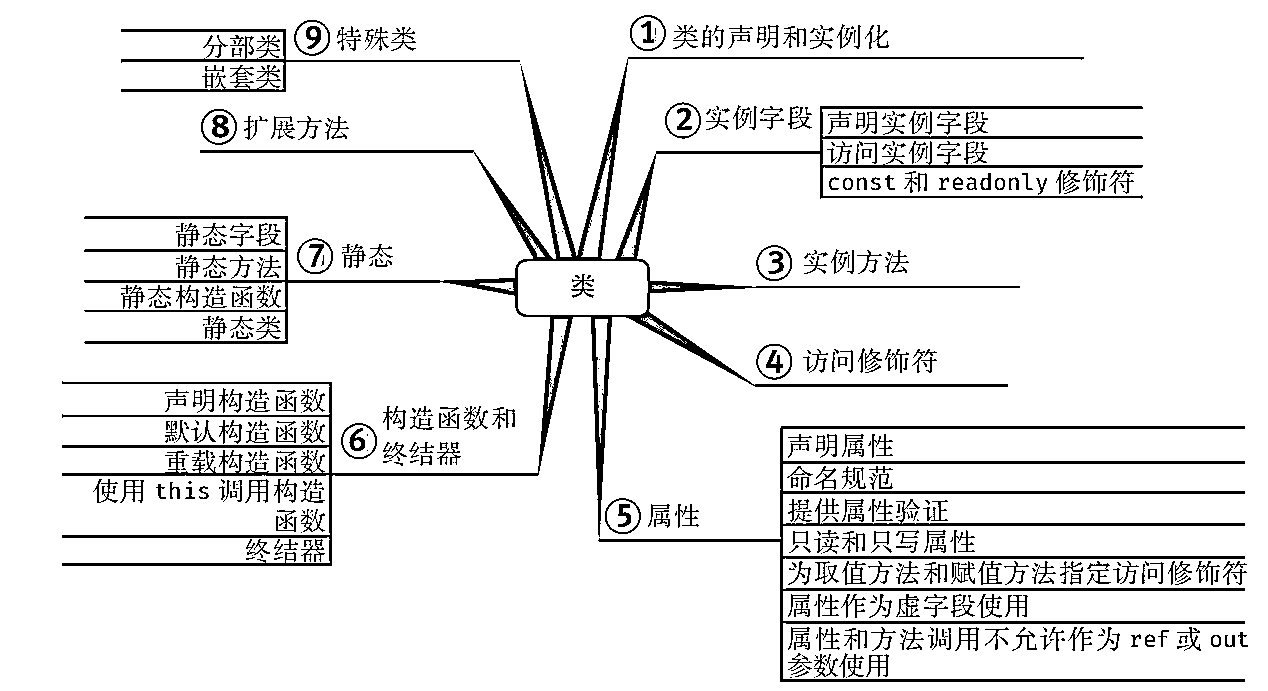 类
① 类的声明和实例化
② 实例字段
声明实例字段
访问实例字段
const 和 readonly 修饰符
③ 实例方法
④ 访问修饰符
⑤ 属性
声明属性
命名规范
提供属性验证
只读和只写属性
为取值方法和赋值方法指定访问修饰符
属性作为虚字段使用
属性和方法调用不允许作为 ref 或 out
参数使用
⑥ 构造函数和
终结器
声明构造函数
默认构造函数
重载构造函数
使用 this 调用构造
函数
终结器
⑦ 静态
静态字段
静态方法
静态构造函数
静态类
⑧ 扩展方法
⑨ 特殊类
分部类
嵌套类